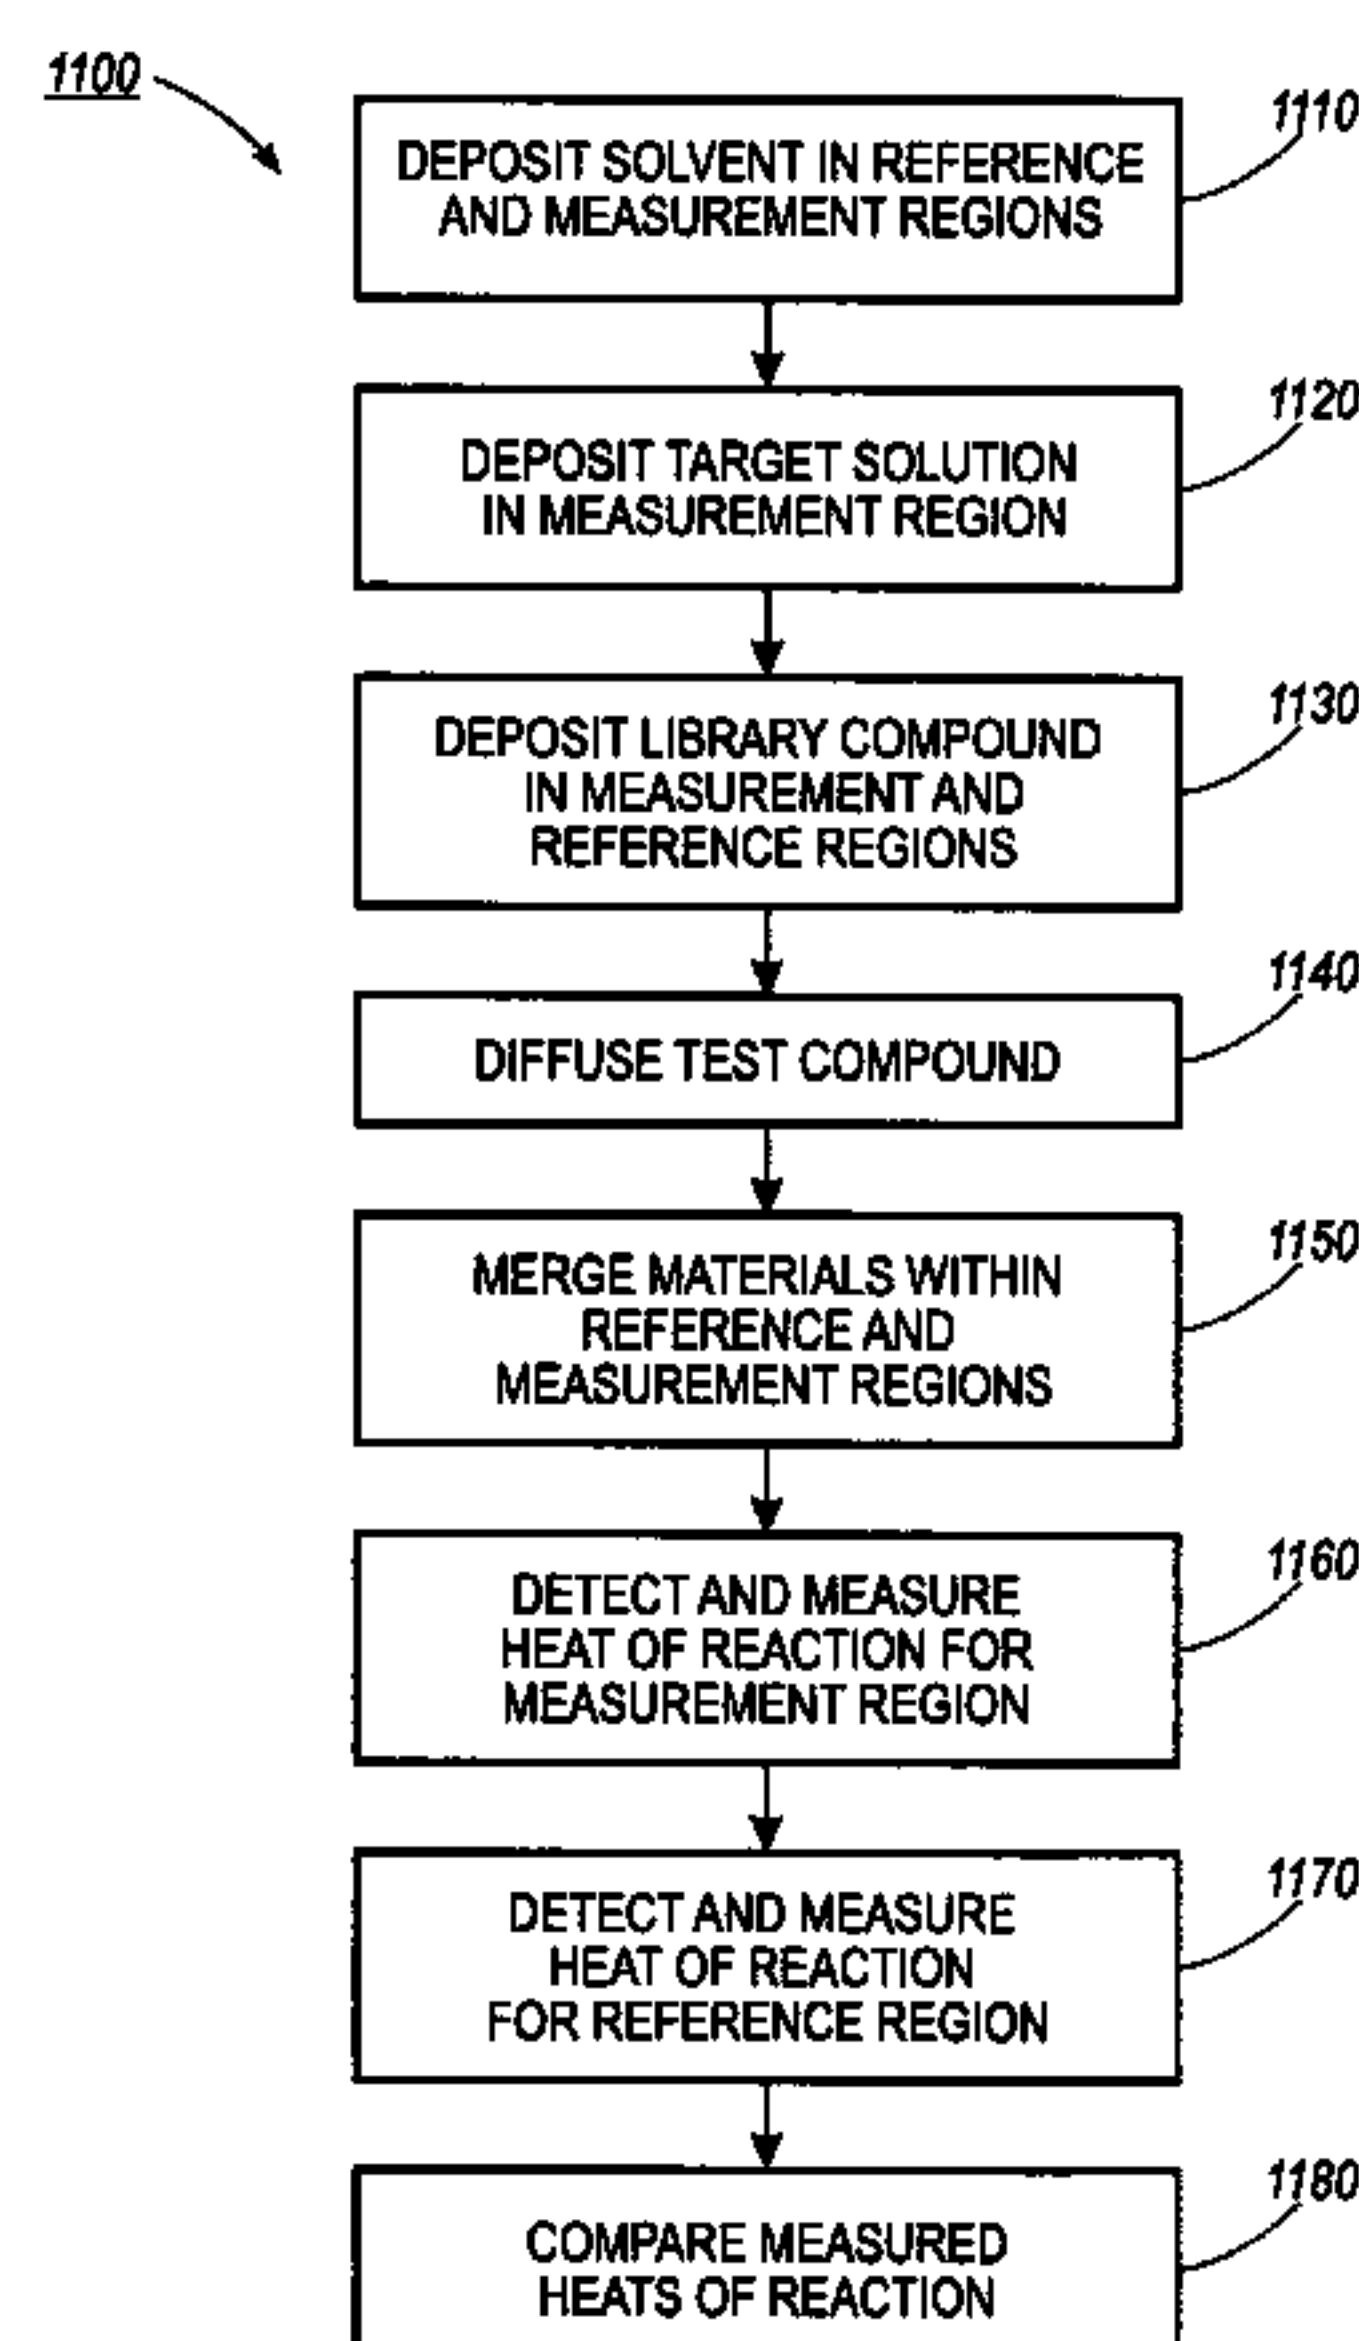 1100
1110
DEPOSIT SOLVENT IN REFERENCE
AND MEASUREMENT REGIONS
1120
DEPOSIT TARGET SOLUTION
IN MEASUREMENT REGION
1130
DEPOSIT LIBRARY COMPOUND
IN MEASUREMENT AND
REFERENCE REGIONS
1140
DIFFUSE TEST COMPOUND
1150
MERGE MATERIALS WITHIN
REFERENCE AND
MEASUREMENT REGIONS
1160
DETECT AND MEASURE
HEAT OF REACTION FOR
MEASUREMENT REGION
1170
DETECT AND MEASURE
HEAT OF REACTION
FOR REFERENCE REGION
1180
COMPARE MEASURED
HEATS OF REACTION